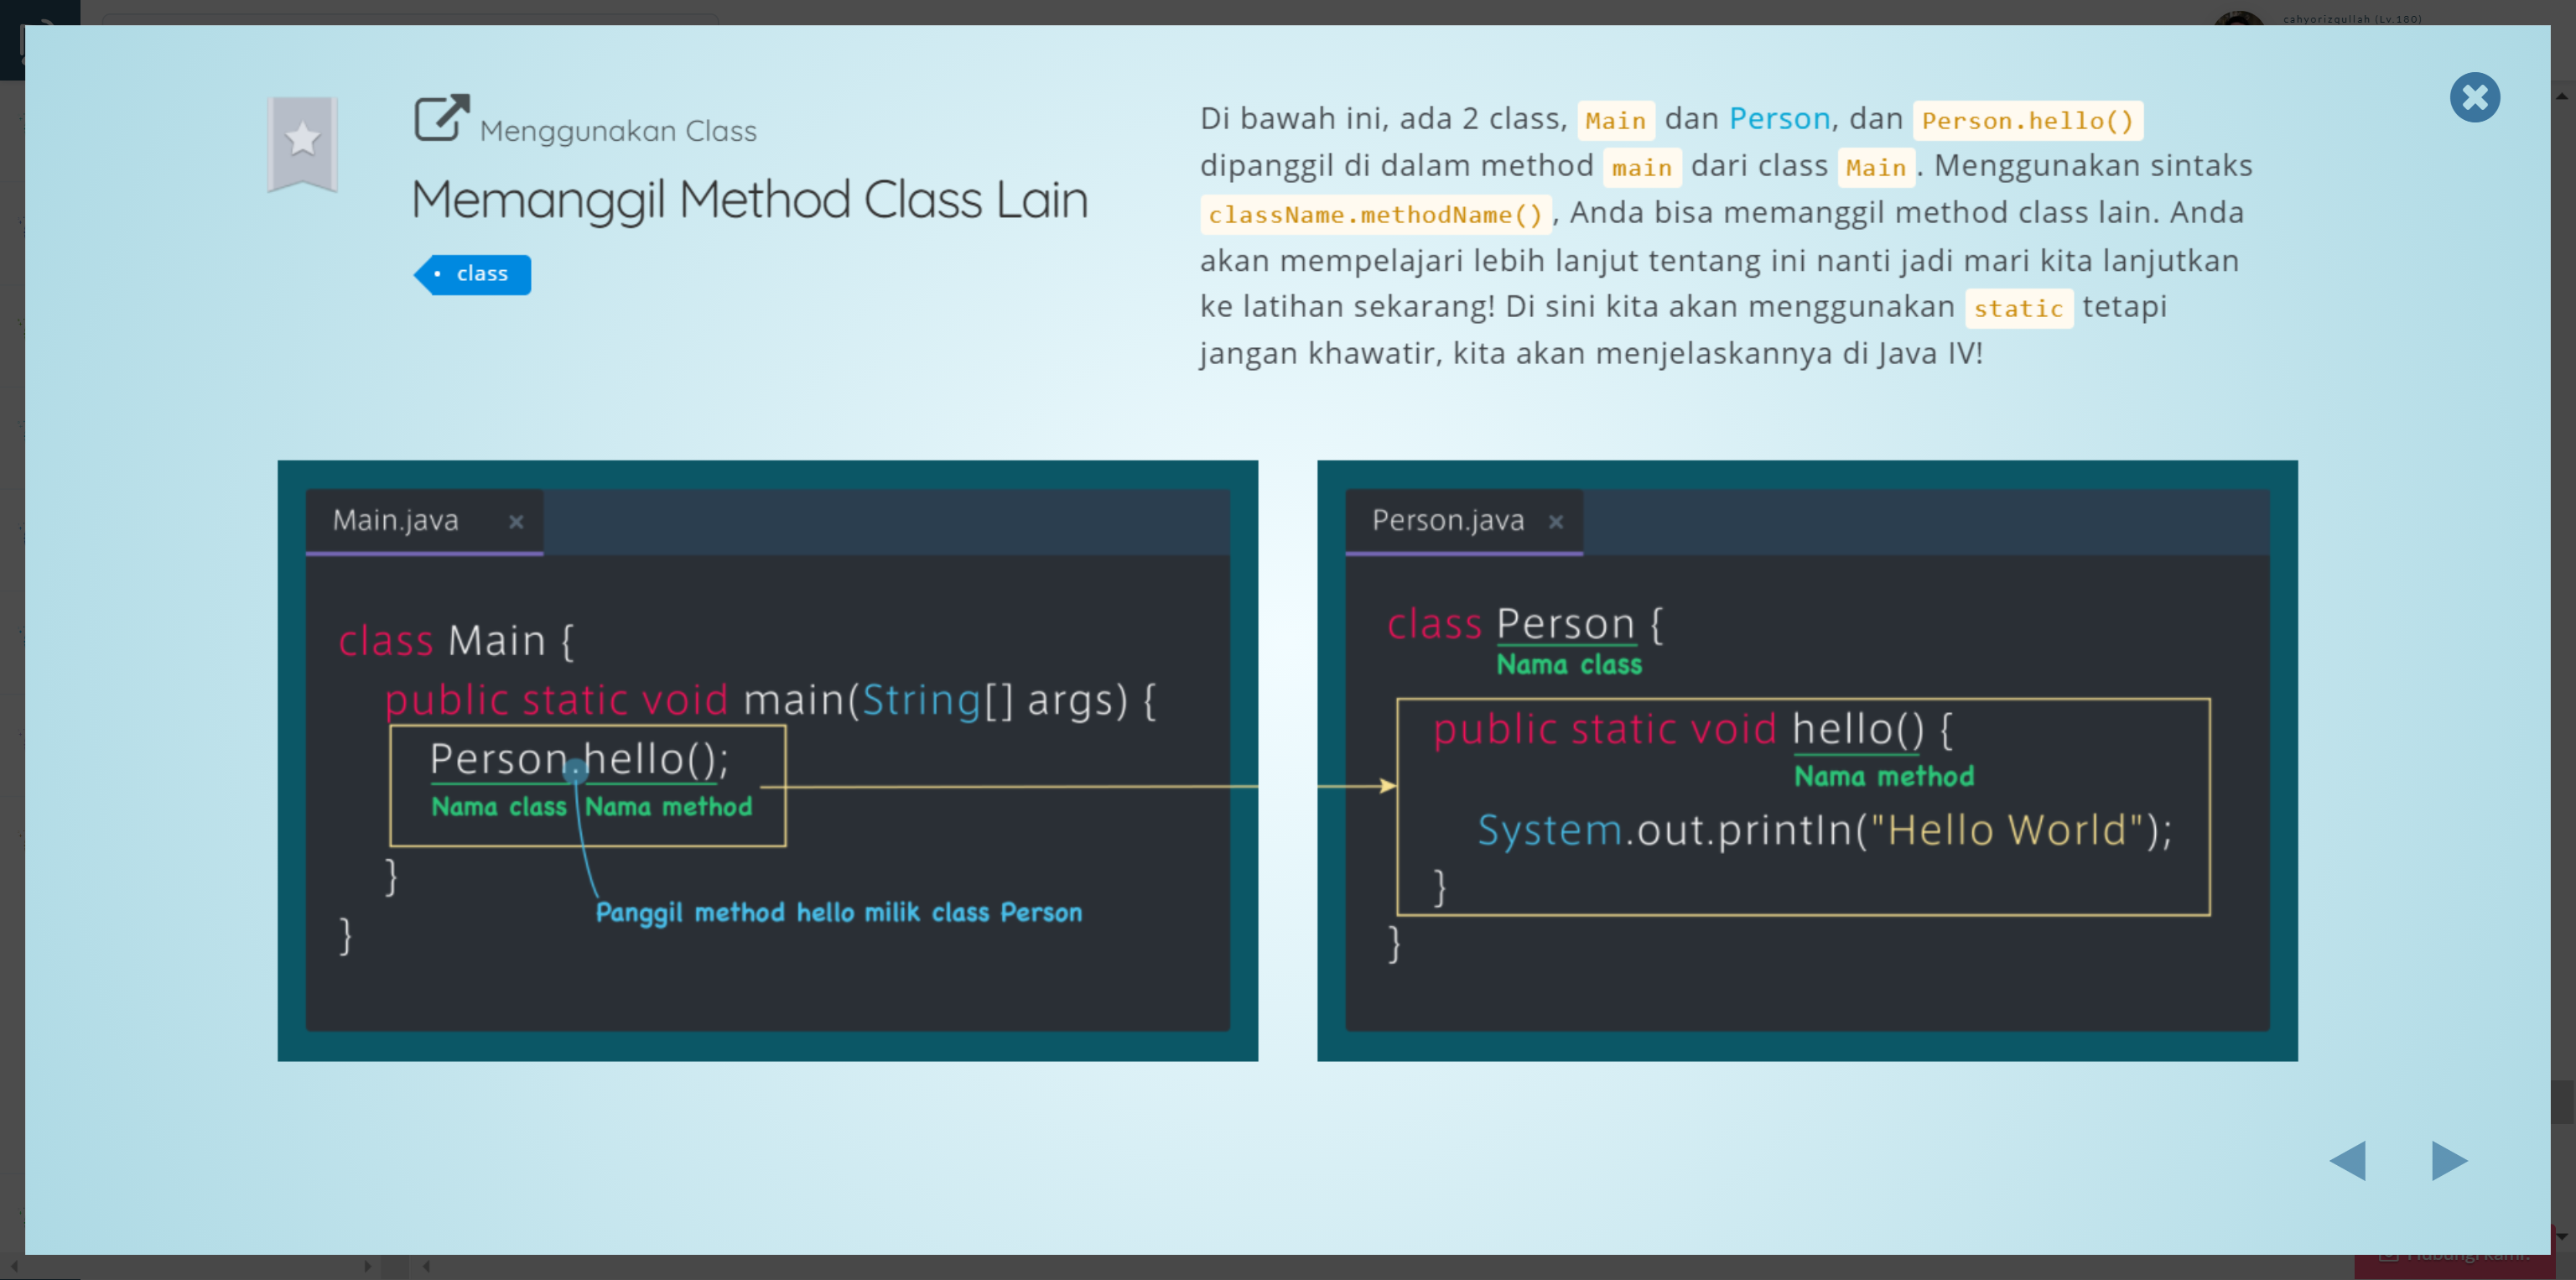 cahyorizqullah (Lv.180)
Menggunakan Class
Memanggil Method Class Lain
class
Di bawah ini, ada 2 class, Main dan Person, dan Person.hello()
dipanggil di dalam method main dari class Main. Menggunakan sintaks
className.methodName(), Anda bisa memanggil method class lain. Anda
akan mempelajari lebih lanjut tentang ini nanti jadi mari kita lanjutkan
ke latihan sekarang! Di sini kita akan menggunakan static tetapi
jangan khawatir, kita akan menjelaskannya di Java IV!
Main.java
class Main {
public static void main(String[] args) {
Person.hello();
Nama class Nama method
}
Panggil method hello milik class Person
}
Person.java
class Person {
Nama class
public static void hello() {
Nama method
System.out.println("Hello World");
}
}
Hubungi kami.